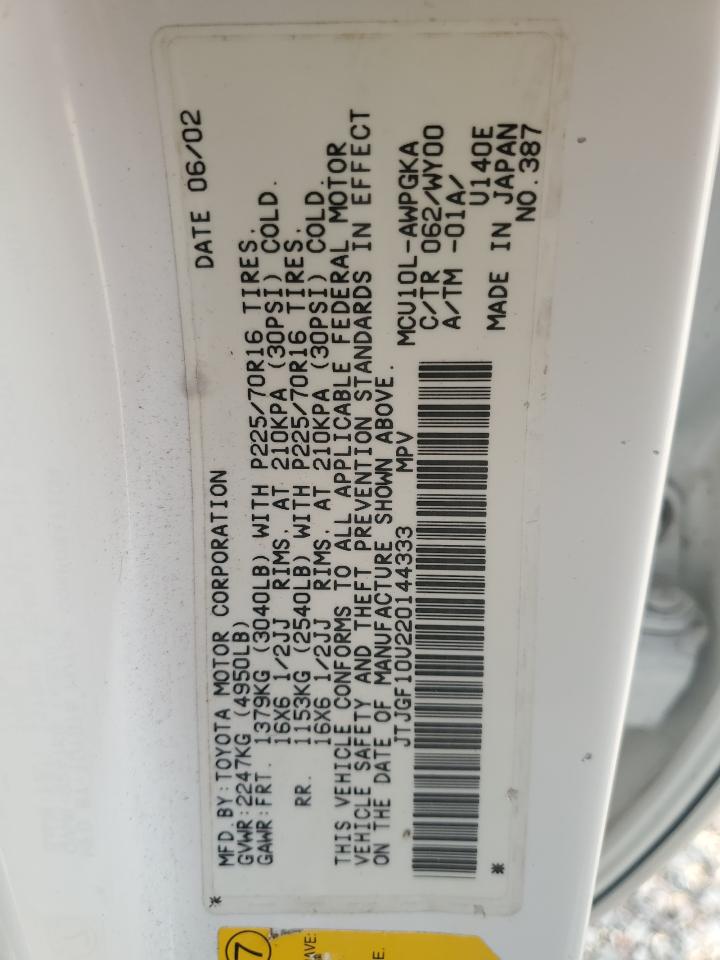 DATE 06/02
MFD. BY: TOYOTA MOTOR CORPORATION
GVWR: 2247KG (4950LB)
GAWR: FRT. 1379KG (3040LB) WITH P225/70R16 TIRES,
16X6 1/2JJ RIMS, AT 210KPA (30PSI) COLD.
RR. 1153KG (2540LB) WITH P225/70R16 TIRES,
16X6 1/2JJ RIMS, AT 210KPA (30PSI) COLD.
THIS VEHICLE CONFORMS TO ALL APPLICABLE FEDERAL MOTOR
VEHICLE SAFETY AND THEFT PREVENTION STANDARDS IN EFFECT
ON THE DATE OF MANUFACTURE SHOWN ABOVE.
JTJGF10U220144333 MPV
MCU10L-AWPGKA
C/TR 062/WY00
A/TM -01A/
U140E
MADE IN JAPAN
NO.387
* *
7
AVE:
E.